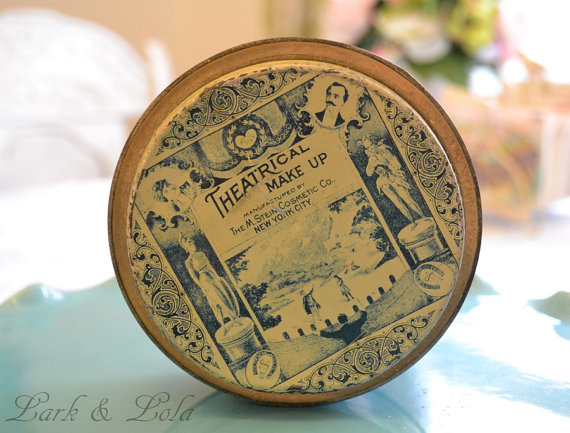 THEATRICAL
MAKE UP
MANUFACTURED BY
THE M. STEIN COSMETIC CO.
NEW YORK CITY.
Lark & Lola